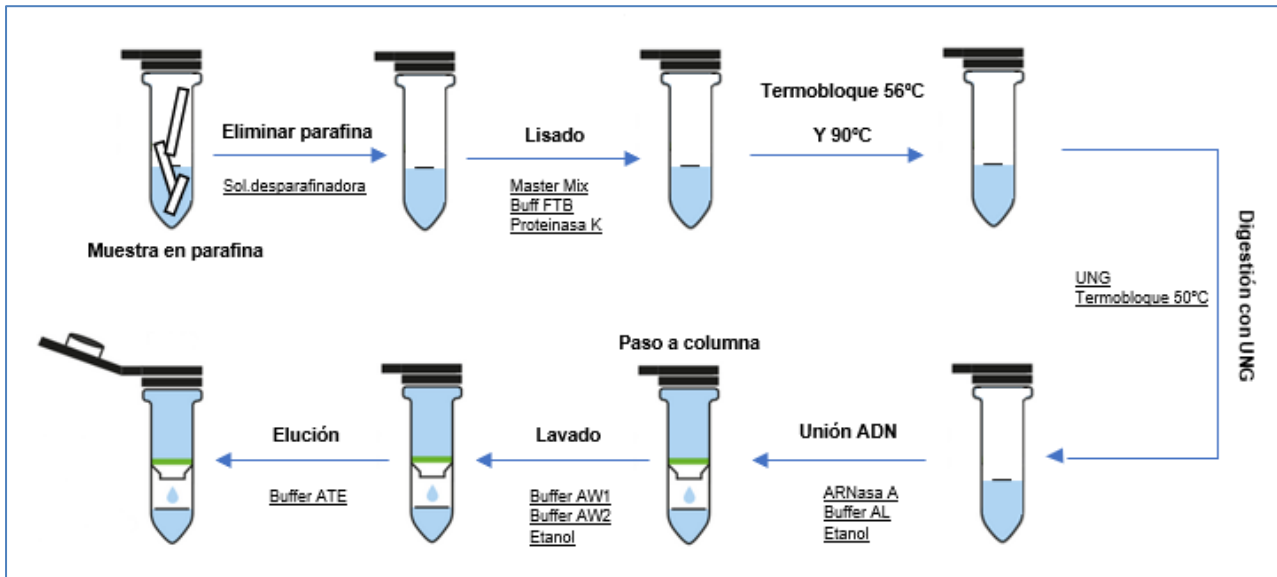 Muestra en parafina
Eliminar parafina
Sol.desparafinadora
Lisado
Master Mix
Buff FTB
Proteinasa K
Termobloque 56ºC
Y 90ºC
Digestión con UNG
UNG
Termobloque 50ºC
Unión ADN
ARNasa A
Buffer AL
Etanol
Paso a columna
Lavado
Buffer AW1
Buffer AW2
Etanol
Elución
Buffer ATE